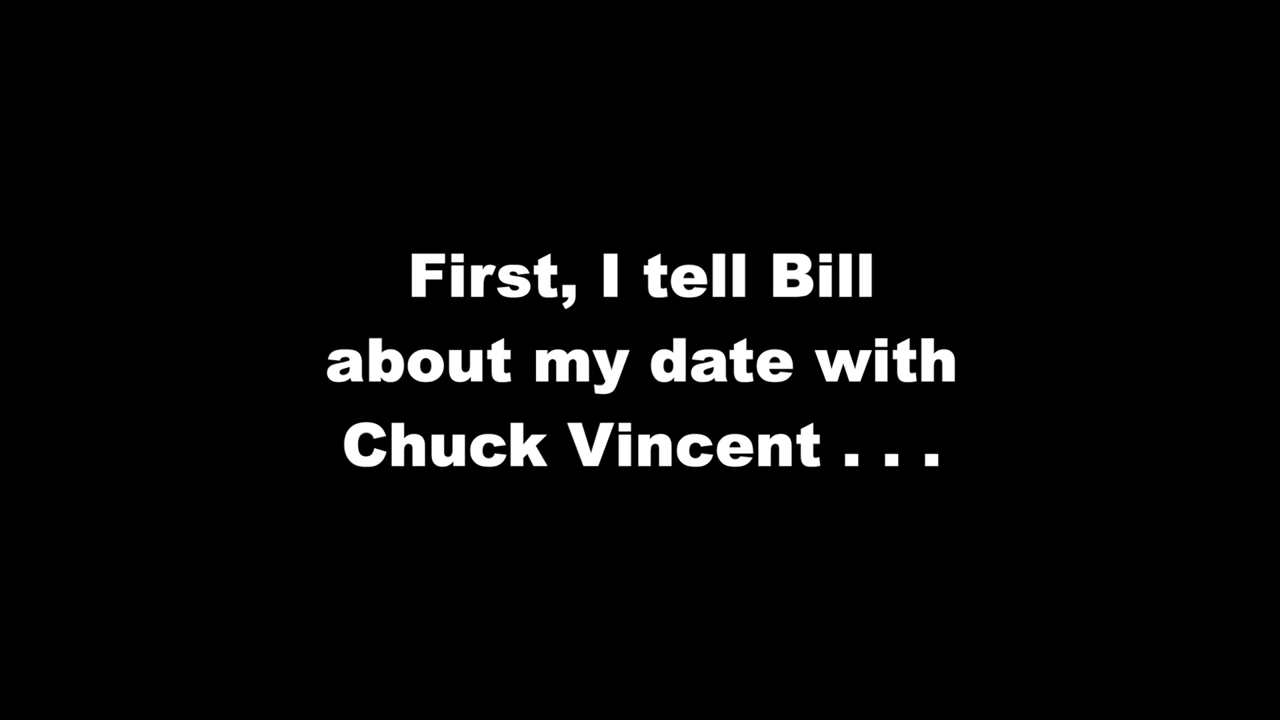 First, I tell Bill
about my date with
Chuck Vincent . . .